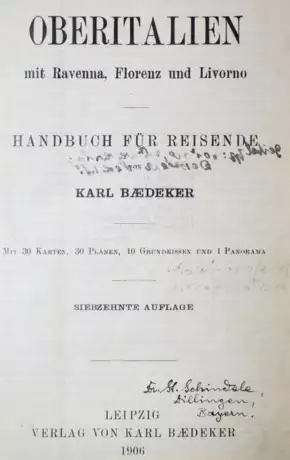 OBERITALIEN
mit Ravenna, Florenz und Livorno
HANDBUCH FÜR REISENDE
KARL BÆDEKER
MIT 30 KARTEN, 30 PLÄNEN, 10 GRUNDRISSEN UND 1 PANORAMA
SIEBZEHNTE AUFLAGE
Schindele,
Dillingen,
Bayern.
LEIPZIG
VERLAG VON KARL BÆDEKER
1906